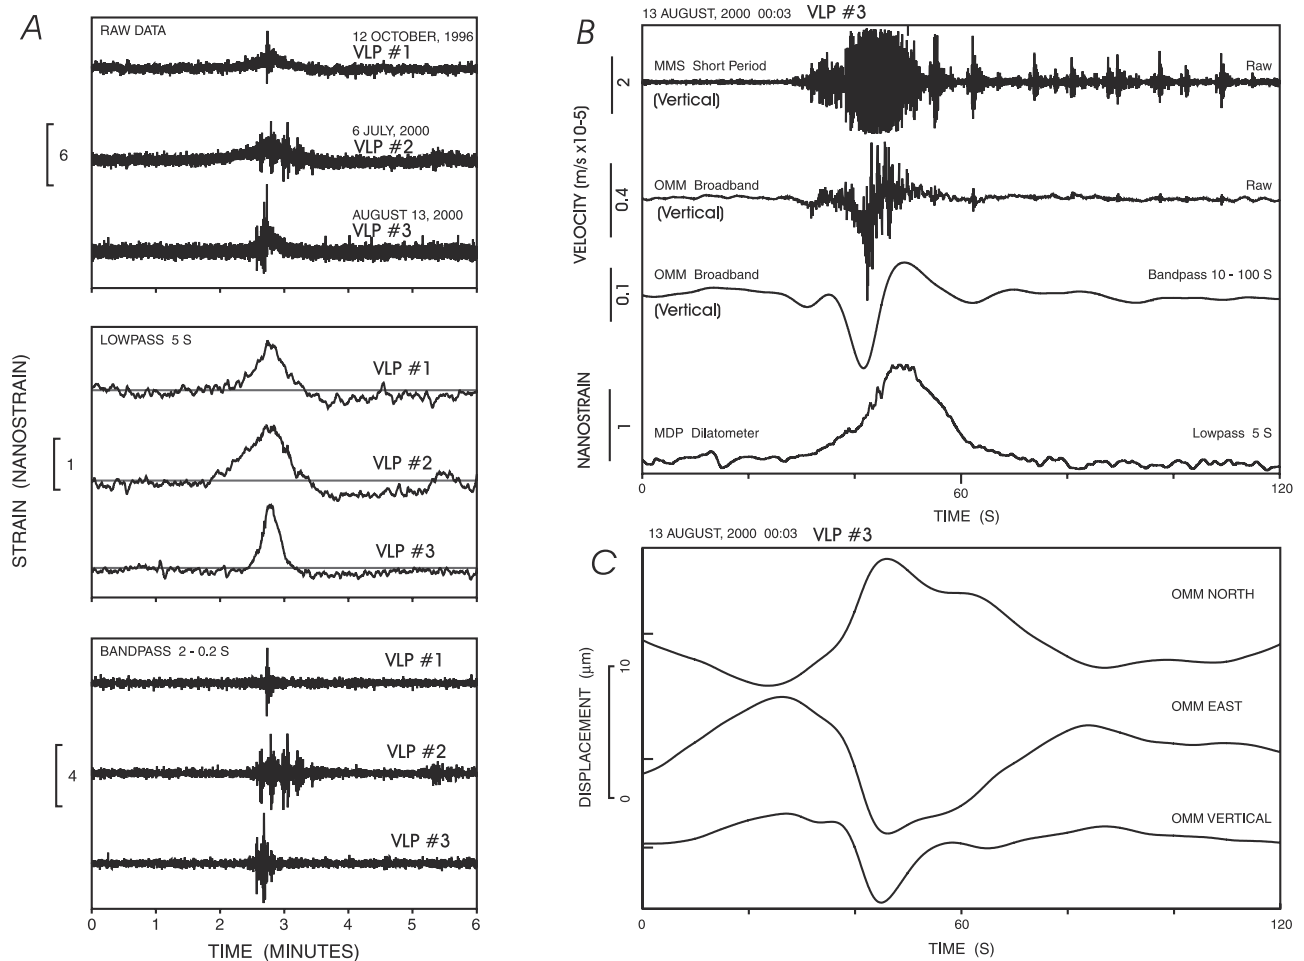 A
RAW DATA
12 OCTOBER, 1996
VLP #1
6 JULY, 2000
VLP #2
6
AUGUST 13, 2000
VLP #3
LOWPASS 5 S
VLP #1
VLP #2
1
VLP #3
STRAIN (NANOSTRAIN)
BANDPASS 2 - 0.2 S
VLP #1
VLP #2
4
VLP #3
0 1 2 3 4 5 6
TIME (MINUTES)
B
13 AUGUST, 2000 00:03 VLP #3
MMS Short Period Raw
(Vertical)
2
OMM Broadband Raw
(Vertical)
0.4
VELOCITY (m/s x10-5)
OMM Broadband Bandpass 10 - 100 S
(Vertical)
0.1
NANOSTRAIN
1
MDP Dilatometer Lowpass 5 S
0 60 120
TIME (S)
C
13 AUGUST, 2000 00:03 VLP #3
OMM NORTH
OMM EAST
OMM VERTICAL
DISPLACEMENT (μm)
0 10
0 60 120
TIME (S)